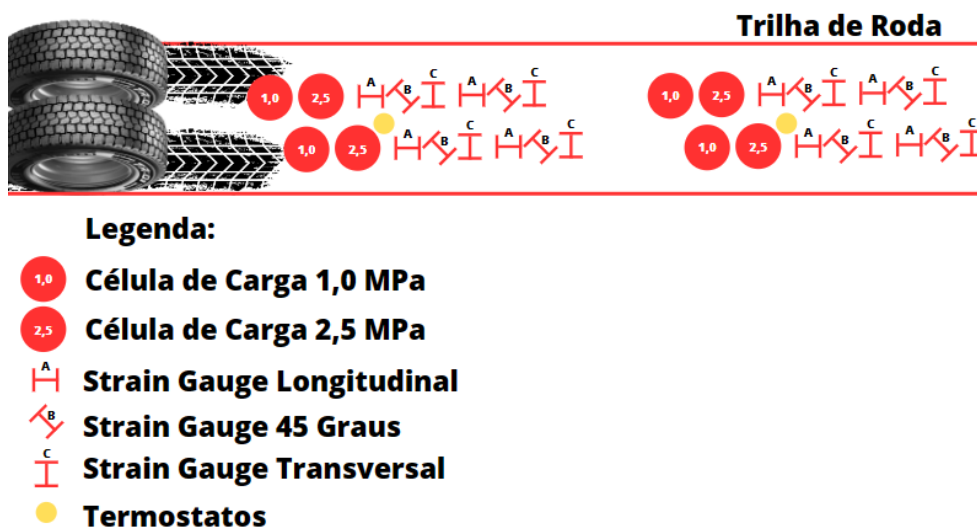 Trilha de Roda
1,0 2,5 A B C A B C 1,0 2,5 A B C A B C
1,0 2,5 A B C A B C 1,0 2,5 A B C A B C
Legenda:
1,0 Célula de Carga 1,0 MPa
2,5 Célula de Carga 2,5 MPa
A Strain Gauge Longitudinal
B Strain Gauge 45 Graus
C Strain Gauge Transversal
Termostatos